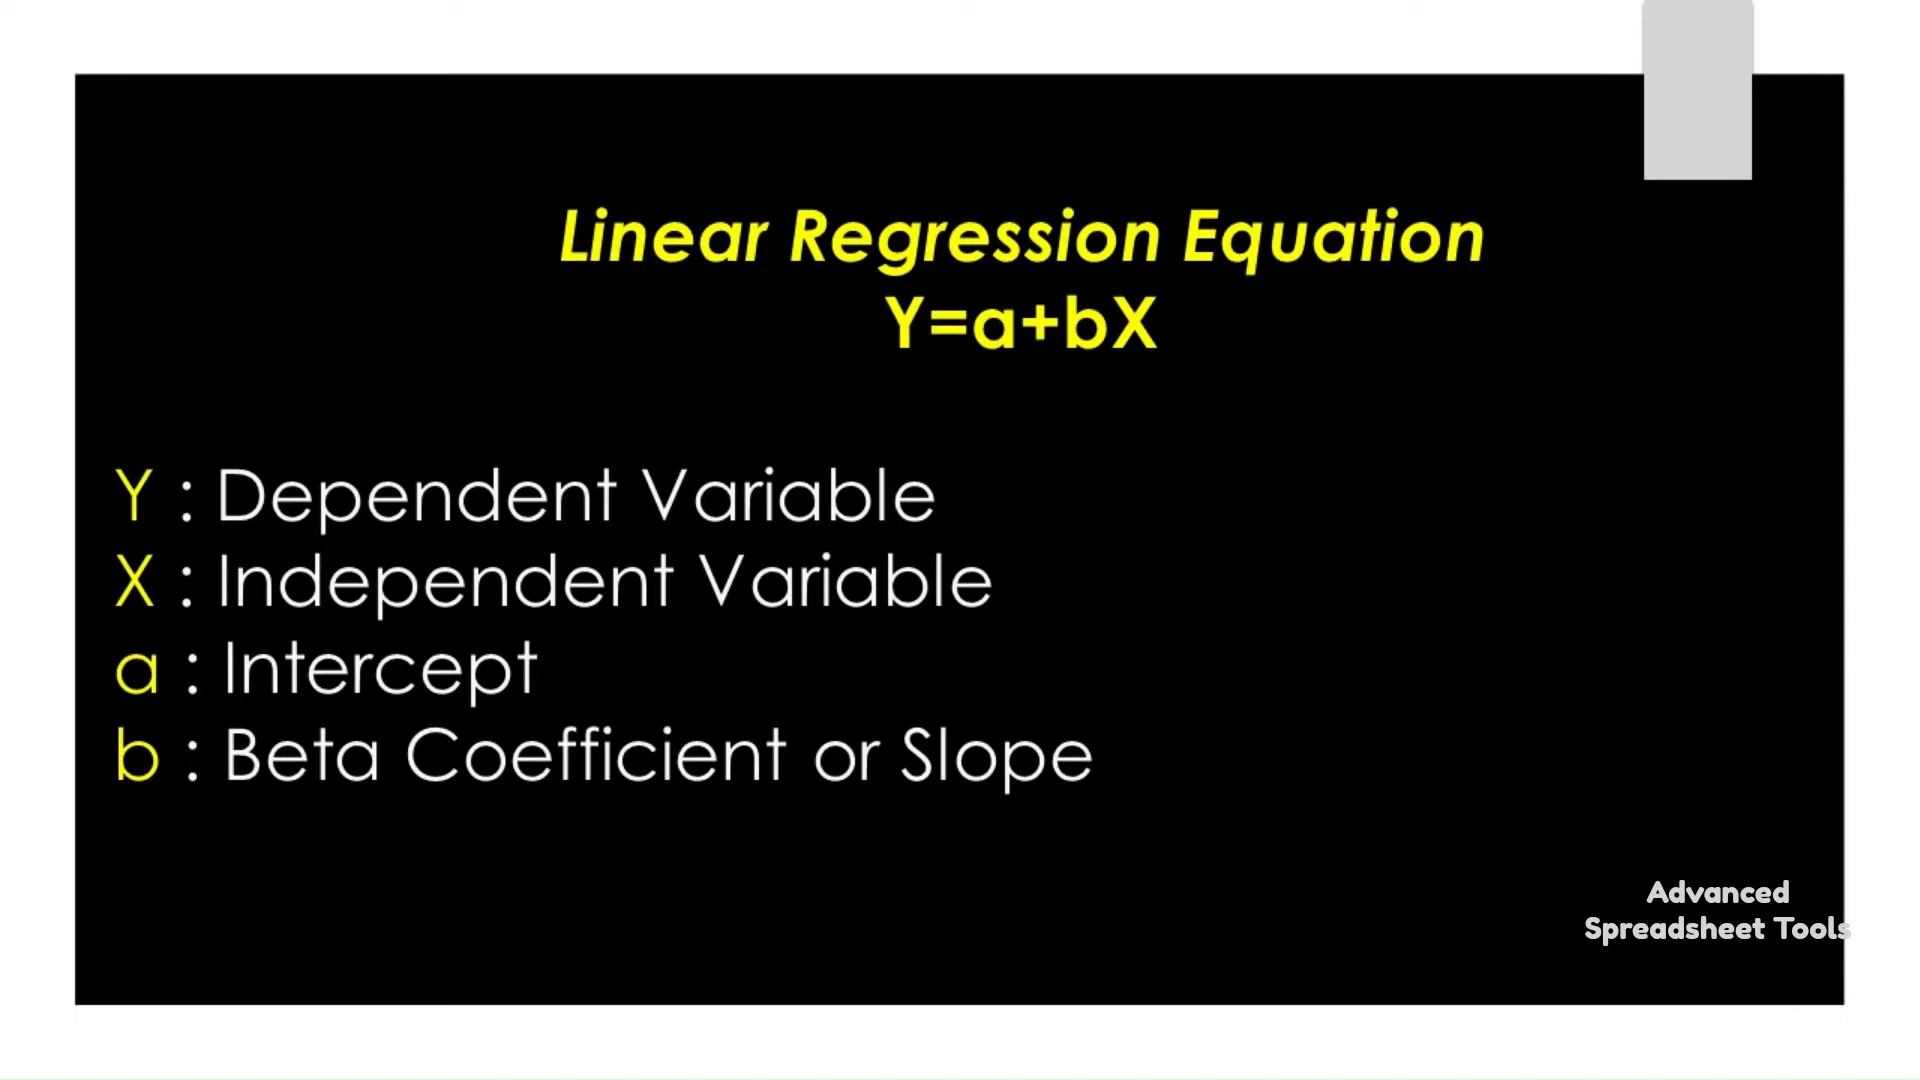 Linear Regression Equation
Y=a+bX
Y : Dependent Variable
X : Independent Variable
a : Intercept
b : Beta Coefficient or Slope
Advanced
Spreadsheet Tools